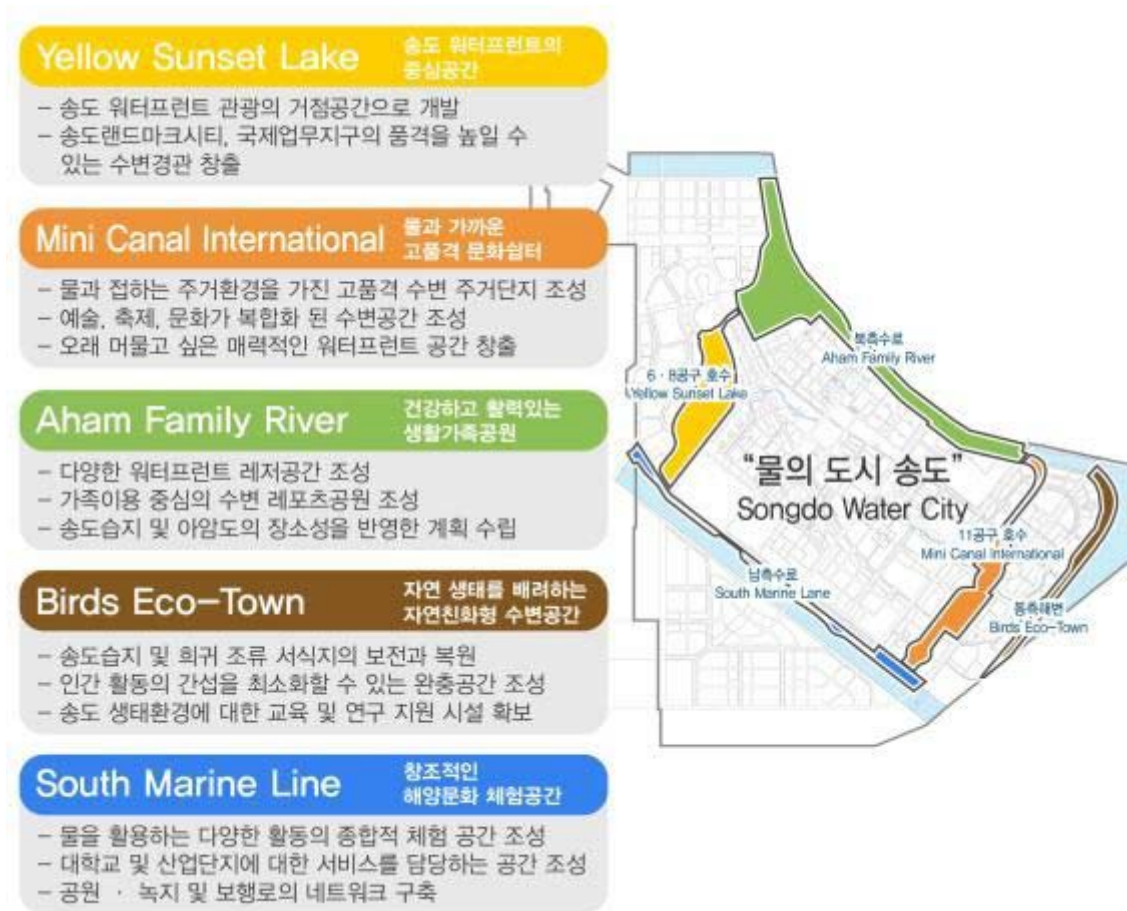 Yellow Sunset Lake
송도 워터프런트의
중심공간
- 송도 워터프런트 관광의 거점공간으로 개발
- 송도랜드마크시티, 국제업무지구의 품격을 높일 수
있는 수변경관 창출
Mini Canal International
물과 가까운
고품격 문화쉼터
- 물과 접하는 주거환경을 가진 고품격 수변 주거단지 조성
- 예술, 축제, 문화가 복합화 된 수변공간 조성
- 오래 머물고 싶은 매력적인 워터프런트 공간 창출
Aham Family River
건강하고 활력있는
생활가족공원
- 다양한 워터프런트 레저공간 조성
- 가족이용 중심의 수변 레포츠공원 조성
- 송도습지 및 아암도의 장소성을 반영한 계획 수립
Birds Eco-Town
자연 생태를 배려하는
자연친화형 수변공간
- 송도습지 및 희귀 조류 서식지의 보전과 복원
- 인간 활동의 간섭을 최소화할 수 있는 완충공간 조성
- 송도 생태환경에 대한 교육 및 연구 지원 시설 확보
South Marine Line
창조적인
해양문화 체험공간
- 물을 활용하는 다양한 활동의 종합적 체험 공간 조성
- 대학교 및 산업단지에 대한 서비스를 담당하는 공간 조성
- 공원 · 녹지 및 보행로의 네트워크 구축
북측수로
Aham Family River
6 · 8공구 호수
Yellow Sunset Lake
"물의 도시 송도"
Songdo Water City
11공구 호수
Mini Canal International
남측수로
South Marine Lane
동측해변
Birds Eco-Town